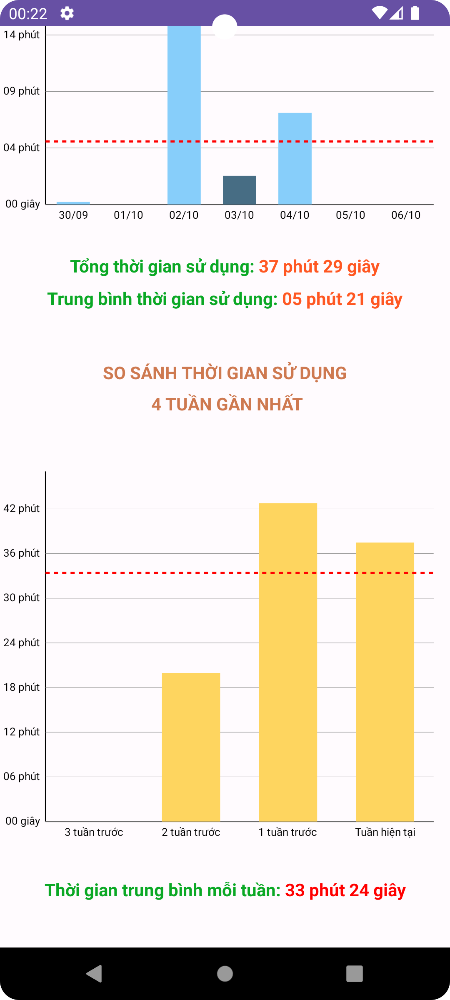 00:22
14 phút
09 phút
04 phút
00 giây
30/09 01/10 02/10 03/10 04/10 05/10 06/10
Tổng thời gian sử dụng: 37 phút 29 giây
Trung bình thời gian sử dụng: 05 phút 21 giây
SO SÁNH THỜI GIAN SỬ DỤNG
4 TUẦN GẦN NHẤT
42 phút
36 phút
30 phút
24 phút
18 phút
12 phút
06 phút
00 giây
3 tuần trước 2 tuần trước 1 tuần trước Tuần hiện tại
Thời gian trung bình mỗi tuần: 33 phút 24 giây